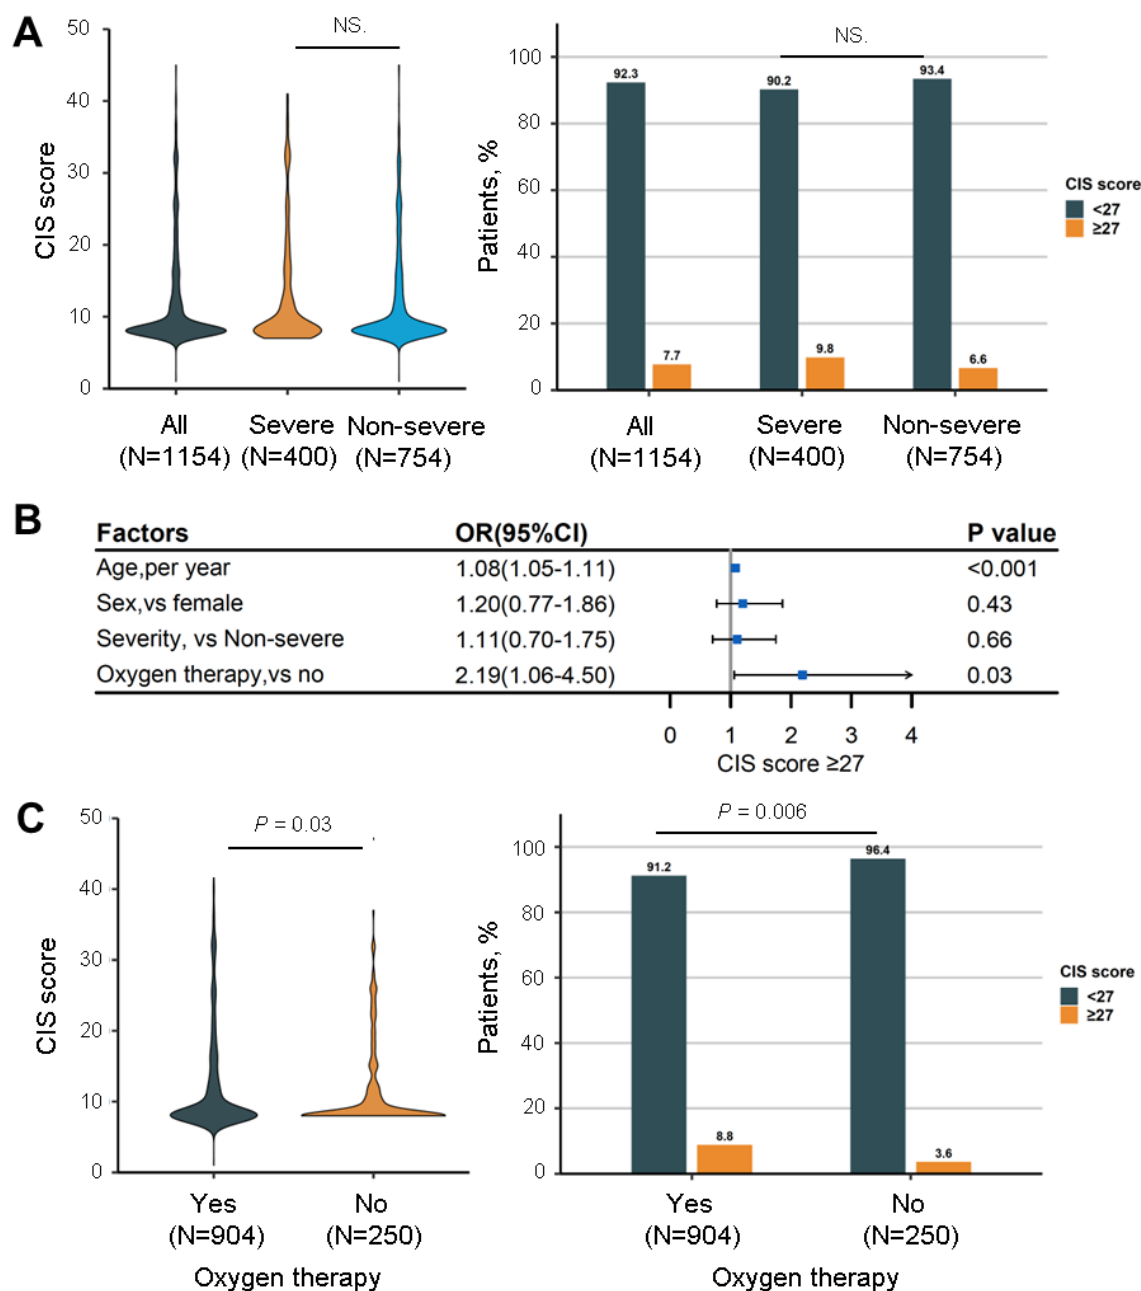 A
50
40
30
20
10
0
CIS score
NS.
All
(N=1154)
Severe
(N=400)
Non-severe
(N=754)
100
80
60
40
20
0
Patients, %
NS.
92.3
7.7
90.2
9.8
93.4
6.6
All
(N=1154)
Severe
(N=400)
Non-severe
(N=754)
CIS score
<27
≥27
B
Factors OR(95%CI) P value
Age,per year 1.08(1.05-1.11) <0.001
Sex,vs female 1.20(0.77-1.86) 0.43
Severity, vs Non-severe 1.11(0.70-1.75) 0.66
Oxygen therapy,vs no 2.19(1.06-4.50) 0.03
0 1 2 3 4
CIS score ≥27
C
50
40
30
20
10
0
CIS score
P = 0.03
Yes
(N=904)
No
(N=250)
Oxygen therapy
100
80
60
40
20
0
Patients, %
P = 0.006
91.2
8.8
96.4
3.6
Yes
(N=904)
No
(N=250)
Oxygen therapy
CIS score
<27
≥27